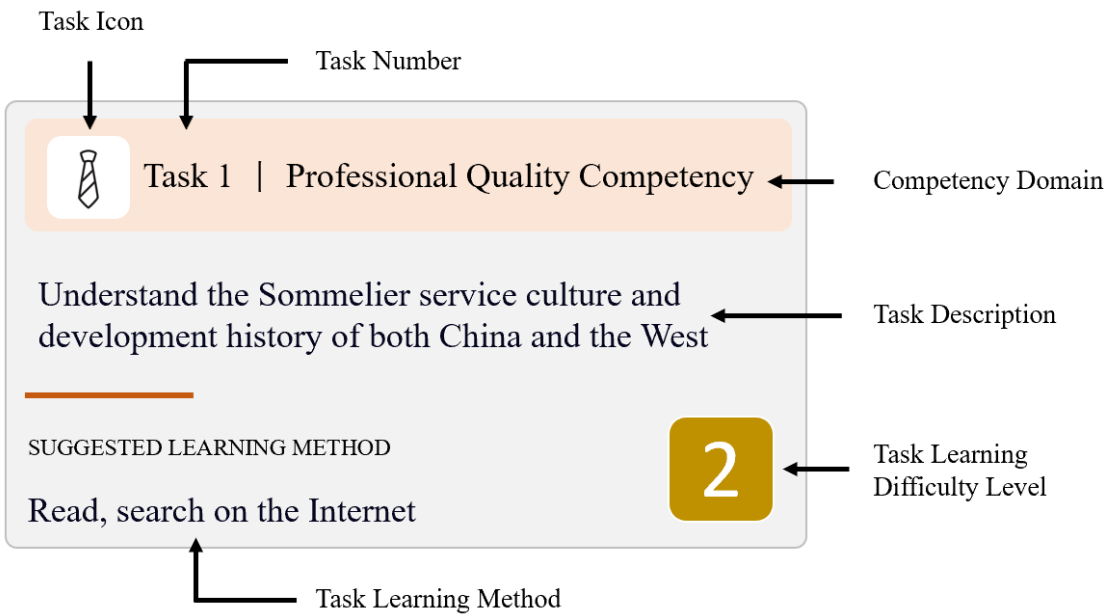 Task Icon
Task Number
Task 1 | Professional Quality Competency
Competency Domain
Understand the Sommelier service culture and
development history of both China and the West
Task Description
SUGGESTED LEARNING METHOD
2
Task Learning
Difficulty Level
Read, search on the Internet
Task Learning Method